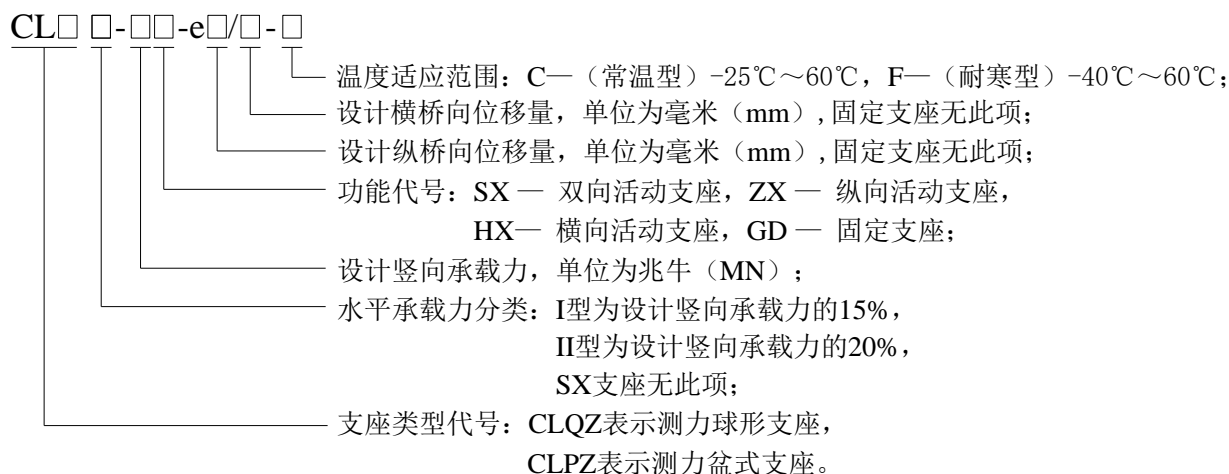 CL□ □-□□-e□/□-□
温度适应范围：C—（常温型）-25℃～60℃，F—（耐寒型）-40℃～60℃；
设计横桥向位移量，单位为毫米（mm）,固定支座无此项；
设计纵桥向位移量，单位为毫米（mm）,固定支座无此项；
功能代号：SX — 双向活动支座，ZX — 纵向活动支座，
HX— 横向活动支座，GD — 固定支座；
设计竖向承载力，单位为兆牛（MN）；
水平承载力分类：I型为设计竖向承载力的15%，
II型为设计竖向承载力的20%，
SX支座无此项；
支座类型代号：CLQZ表示测力球形支座，
CLPZ表示测力盆式支座。